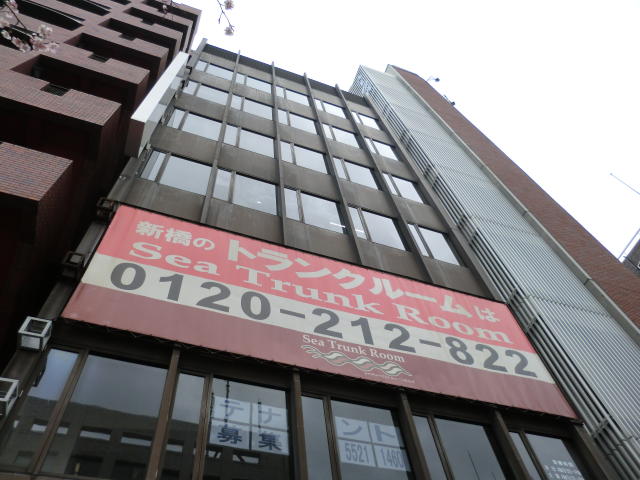 新橋のトランクルームは
Sea Trunk Room
0120-212-822
Sea Trunk Room
テナント
募集
5521 1460